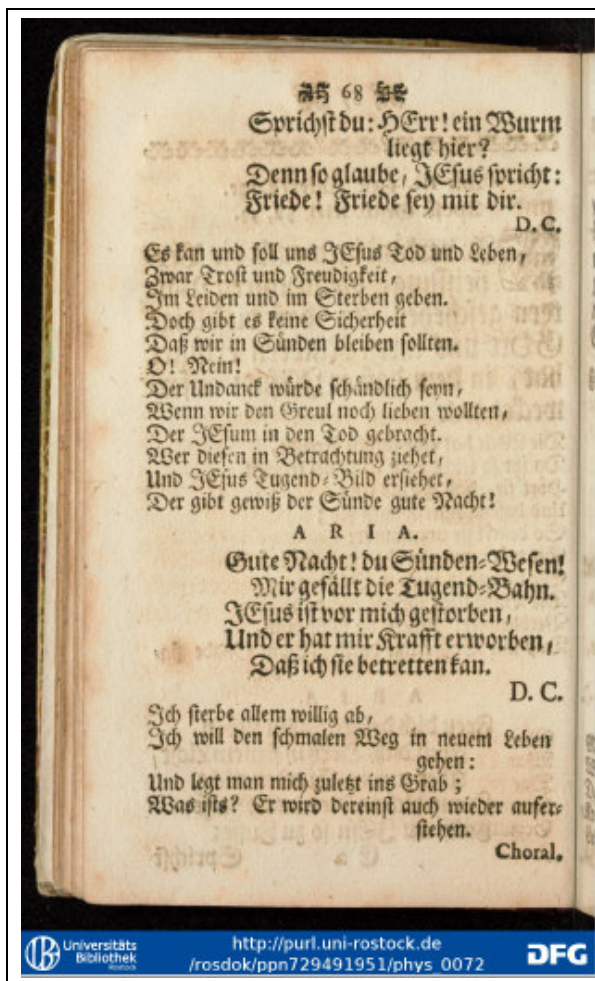 68
Sprichst du: HErr! ein Wurm
liegt hier?
Denn so glaube, JEsus spricht:
Friede! Friede sey mit dir.
D. C.
Es kan und soll uns JEsus Tod und Leben,
Zwar Trost und Freudigkeit,
Im Leiden und im Sterben geben.
Doch gibt es keine Sicherheit
Daß wir in Sünden bleiben sollten.
O! Nein!
Der Undanck würde schändlich seyn,
Wenn wir den Greul noch lieben wollten,
Der JEsum in den Tod gebracht.
Wer diesen in Betrachtung ziehet,
Und JEsus Tugend-Bild ersiehet,
Der gibt gewiß der Sünde gute Nacht!
A R I A.
Gute Nacht! du Sünden-Wesen!
Mir gefällt die Tugend-Bahn.
JEsus ist vor mich gestorben,
Und er hat mir Krafft erworben,
Daß ich sie betretten kan.
D. C.
Ich sterbe allem willig ab,
Ich will den schmalen Weg in neuem Leben
gehen:
Und legt man mich zuletzt ins Grab;
Was ists? Er wird dereinst auch wieder aufer-
stehen.
Choral.
Universitäts
Bibliothek
Rostock
http://purl.uni-rostock.de
/rosdok/ppn729491951/phys_0072
DFG